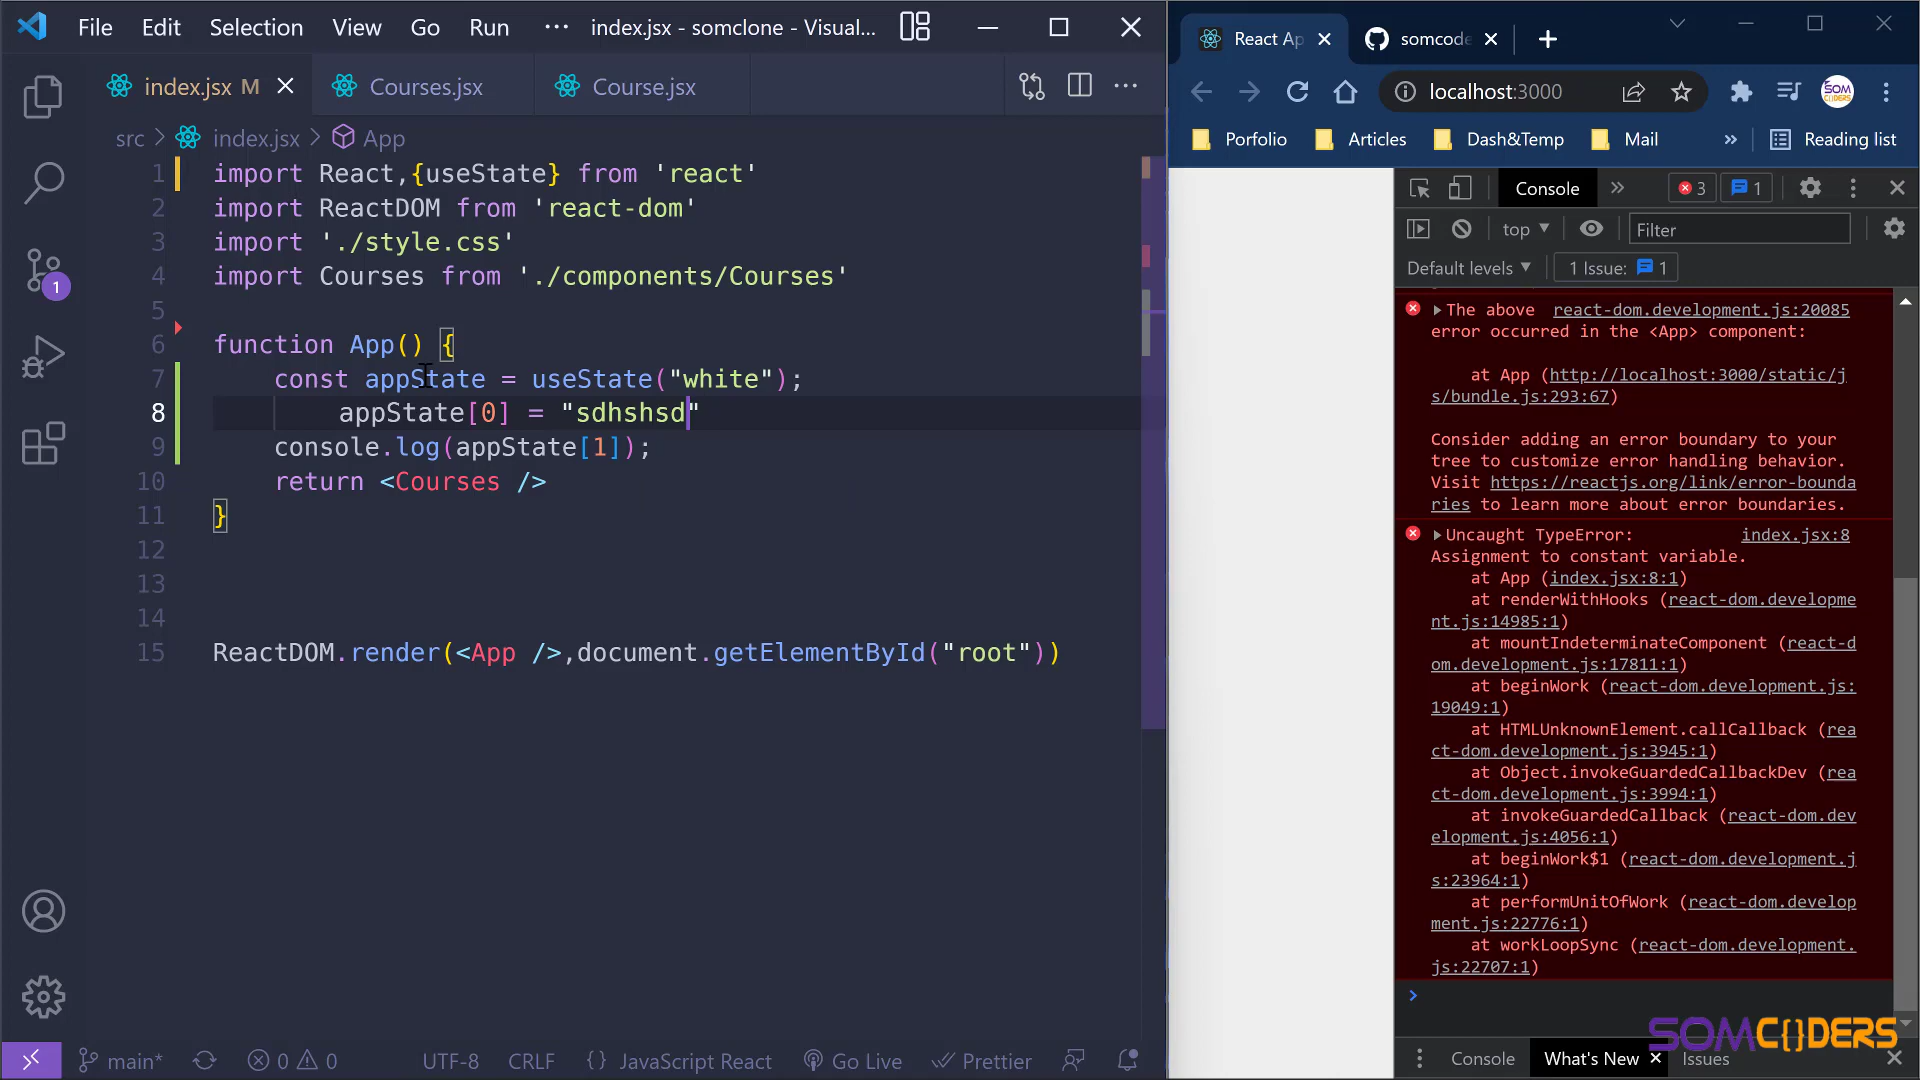 File Edit Selection View Go Run ··· index.jsx - somclone - Visual...
index.jsx M Courses.jsx Course.jsx ···
src > index.jsx > App
1 import React,{useState} from 'react'
2 import ReactDOM from 'react-dom'
3 import './style.css'
4 import Courses from './components/Courses'
5
6 function App() {
7 const appState = useState("white");
8 appState[0] = "sdhshsd"
9 console.log(appState[1]);
10 return <Courses />
11 }
12
13
14
15 ReactDOM.render(<App />,document.getElementById("root"))
1
main* 0 0 UTF-8 CRLF {} JavaScript React Go Live Prettier
React Ap somcode
localhost:3000
SOM
C{}DERS
Porfolio Articles Dash&Temp Mail » Reading list
Console » 3 1
top Filter
Default levels 1 Issue: 1
The above react-dom.development.js:20085
error occurred in the <App> component:
at App (http://localhost:3000/static/j
s/bundle.js:293:67)
Consider adding an error boundary to your
tree to customize error handling behavior.
Visit https://reactjs.org/link/error-bounda
ries to learn more about error boundaries.
Uncaught TypeError: index.jsx:8
Assignment to constant variable.
at App (index.jsx:8:1)
at renderWithHooks (react-dom.developme
nt.js:14985:1)
at mountIndeterminateComponent (react-d
om.development.js:17811:1)
at beginWork (react-dom.development.js:
19049:1)
at HTMLUnknownElement.callCallback (rea
ct-dom.development.js:3945:1)
at Object.invokeGuardedCallbackDev (rea
ct-dom.development.js:3994:1)
at invokeGuardedCallback (react-dom.dev
elopment.js:4056:1)
at beginWork$1 (react-dom.development.j
s:23964:1)
at performUnitOfWork (react-dom.develop
ment.js:22776:1)
at workLoopSync (react-dom.development.
js:22707:1)
>
SOMC{}DERS
Console What's New Issues